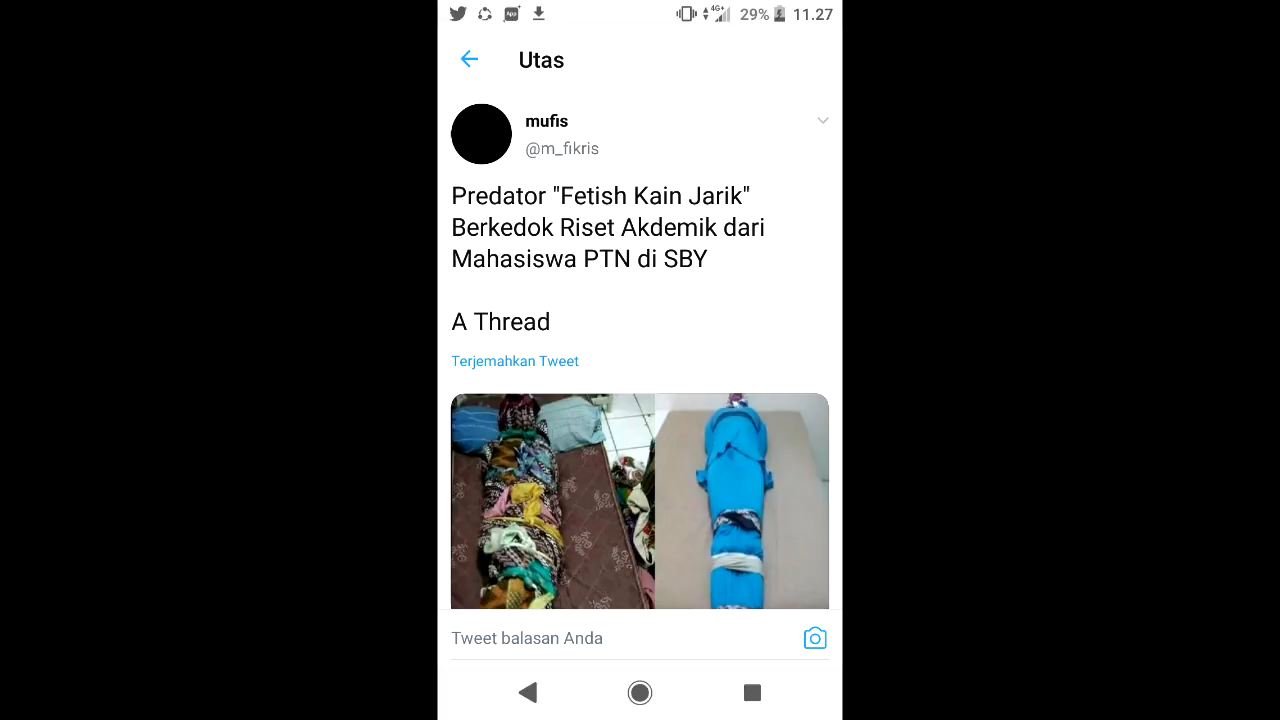 29% 11.27
Utas
mufis
@m_fikris
Predator "Fetish Kain Jarik"
Berkedok Riset Akdemik dari
Mahasiswa PTN di SBY
A Thread
Terjemahkan Tweet
Tweet balasan Anda